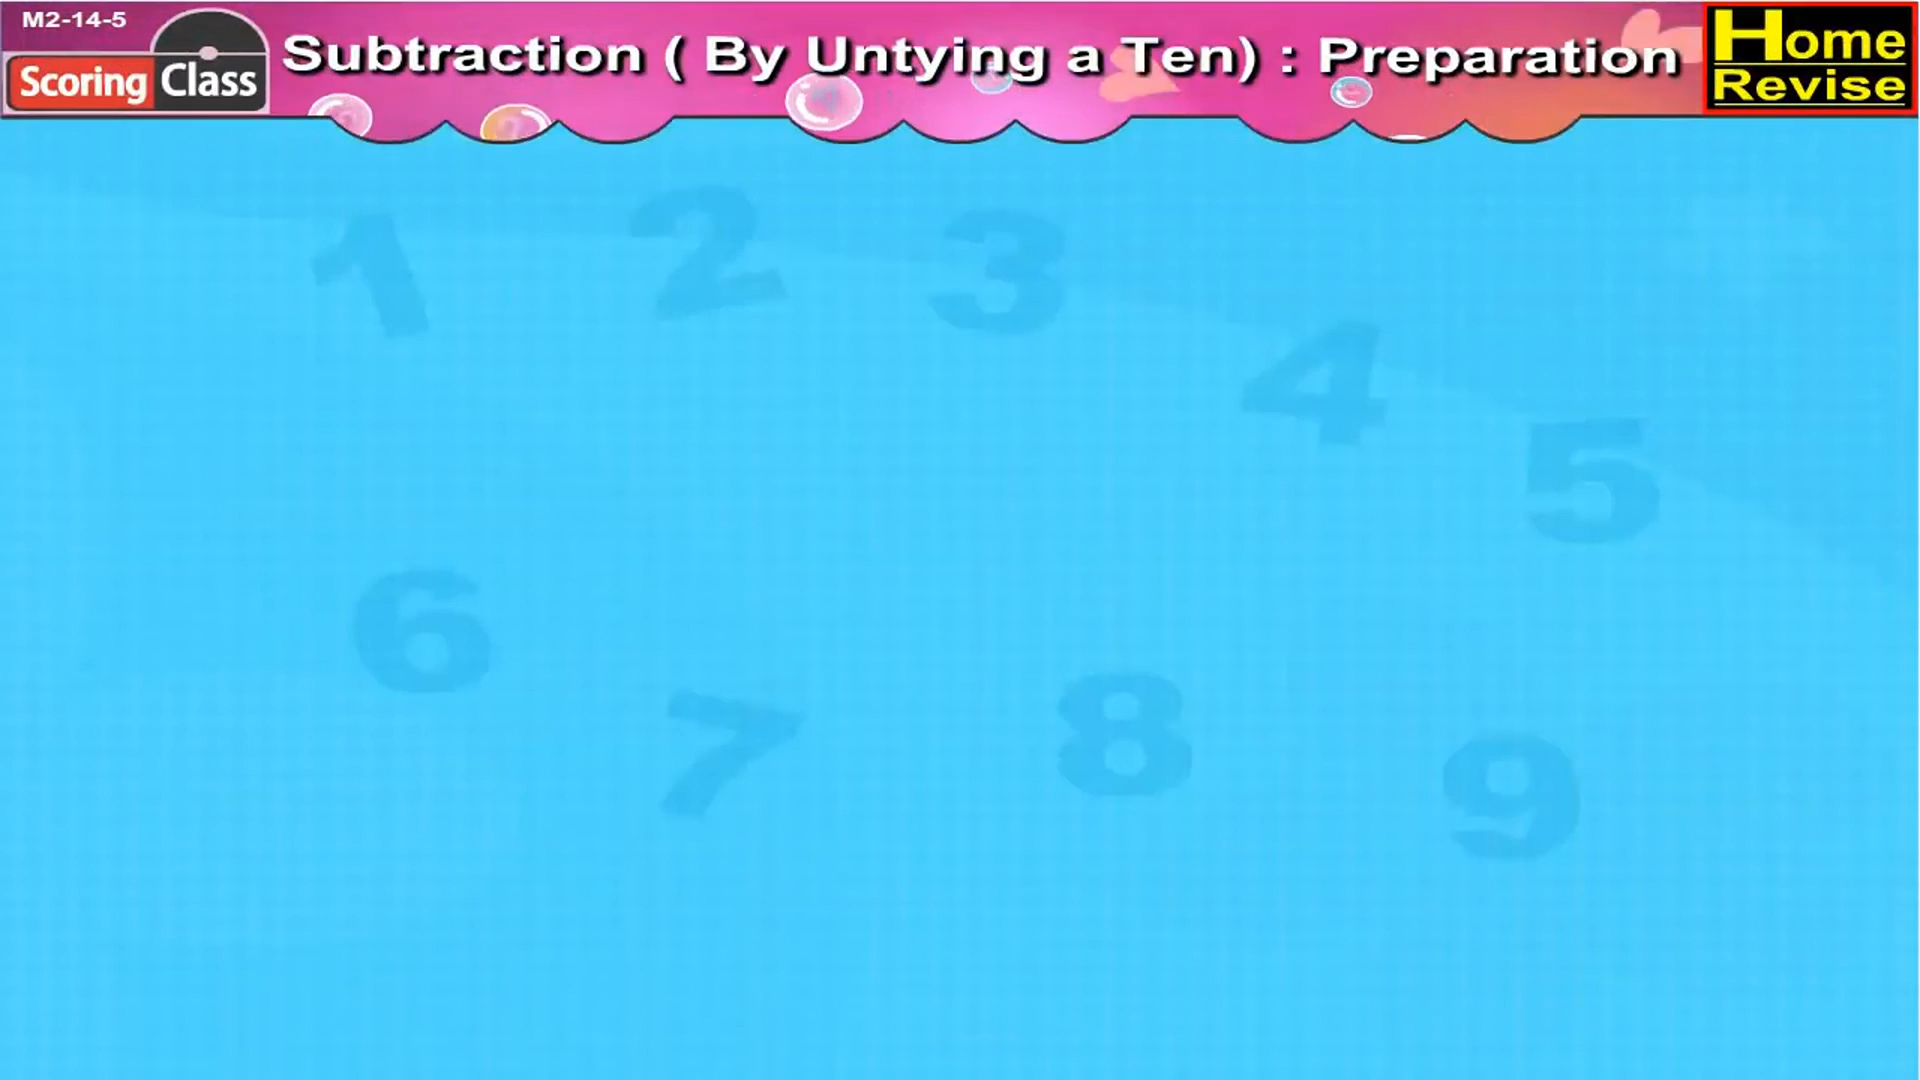 M2-14-5
Scoring Class
Subtraction ( By Untying a Ten) : Preparation
Home
Revise
1 2 3
4
5
6
7 8 9